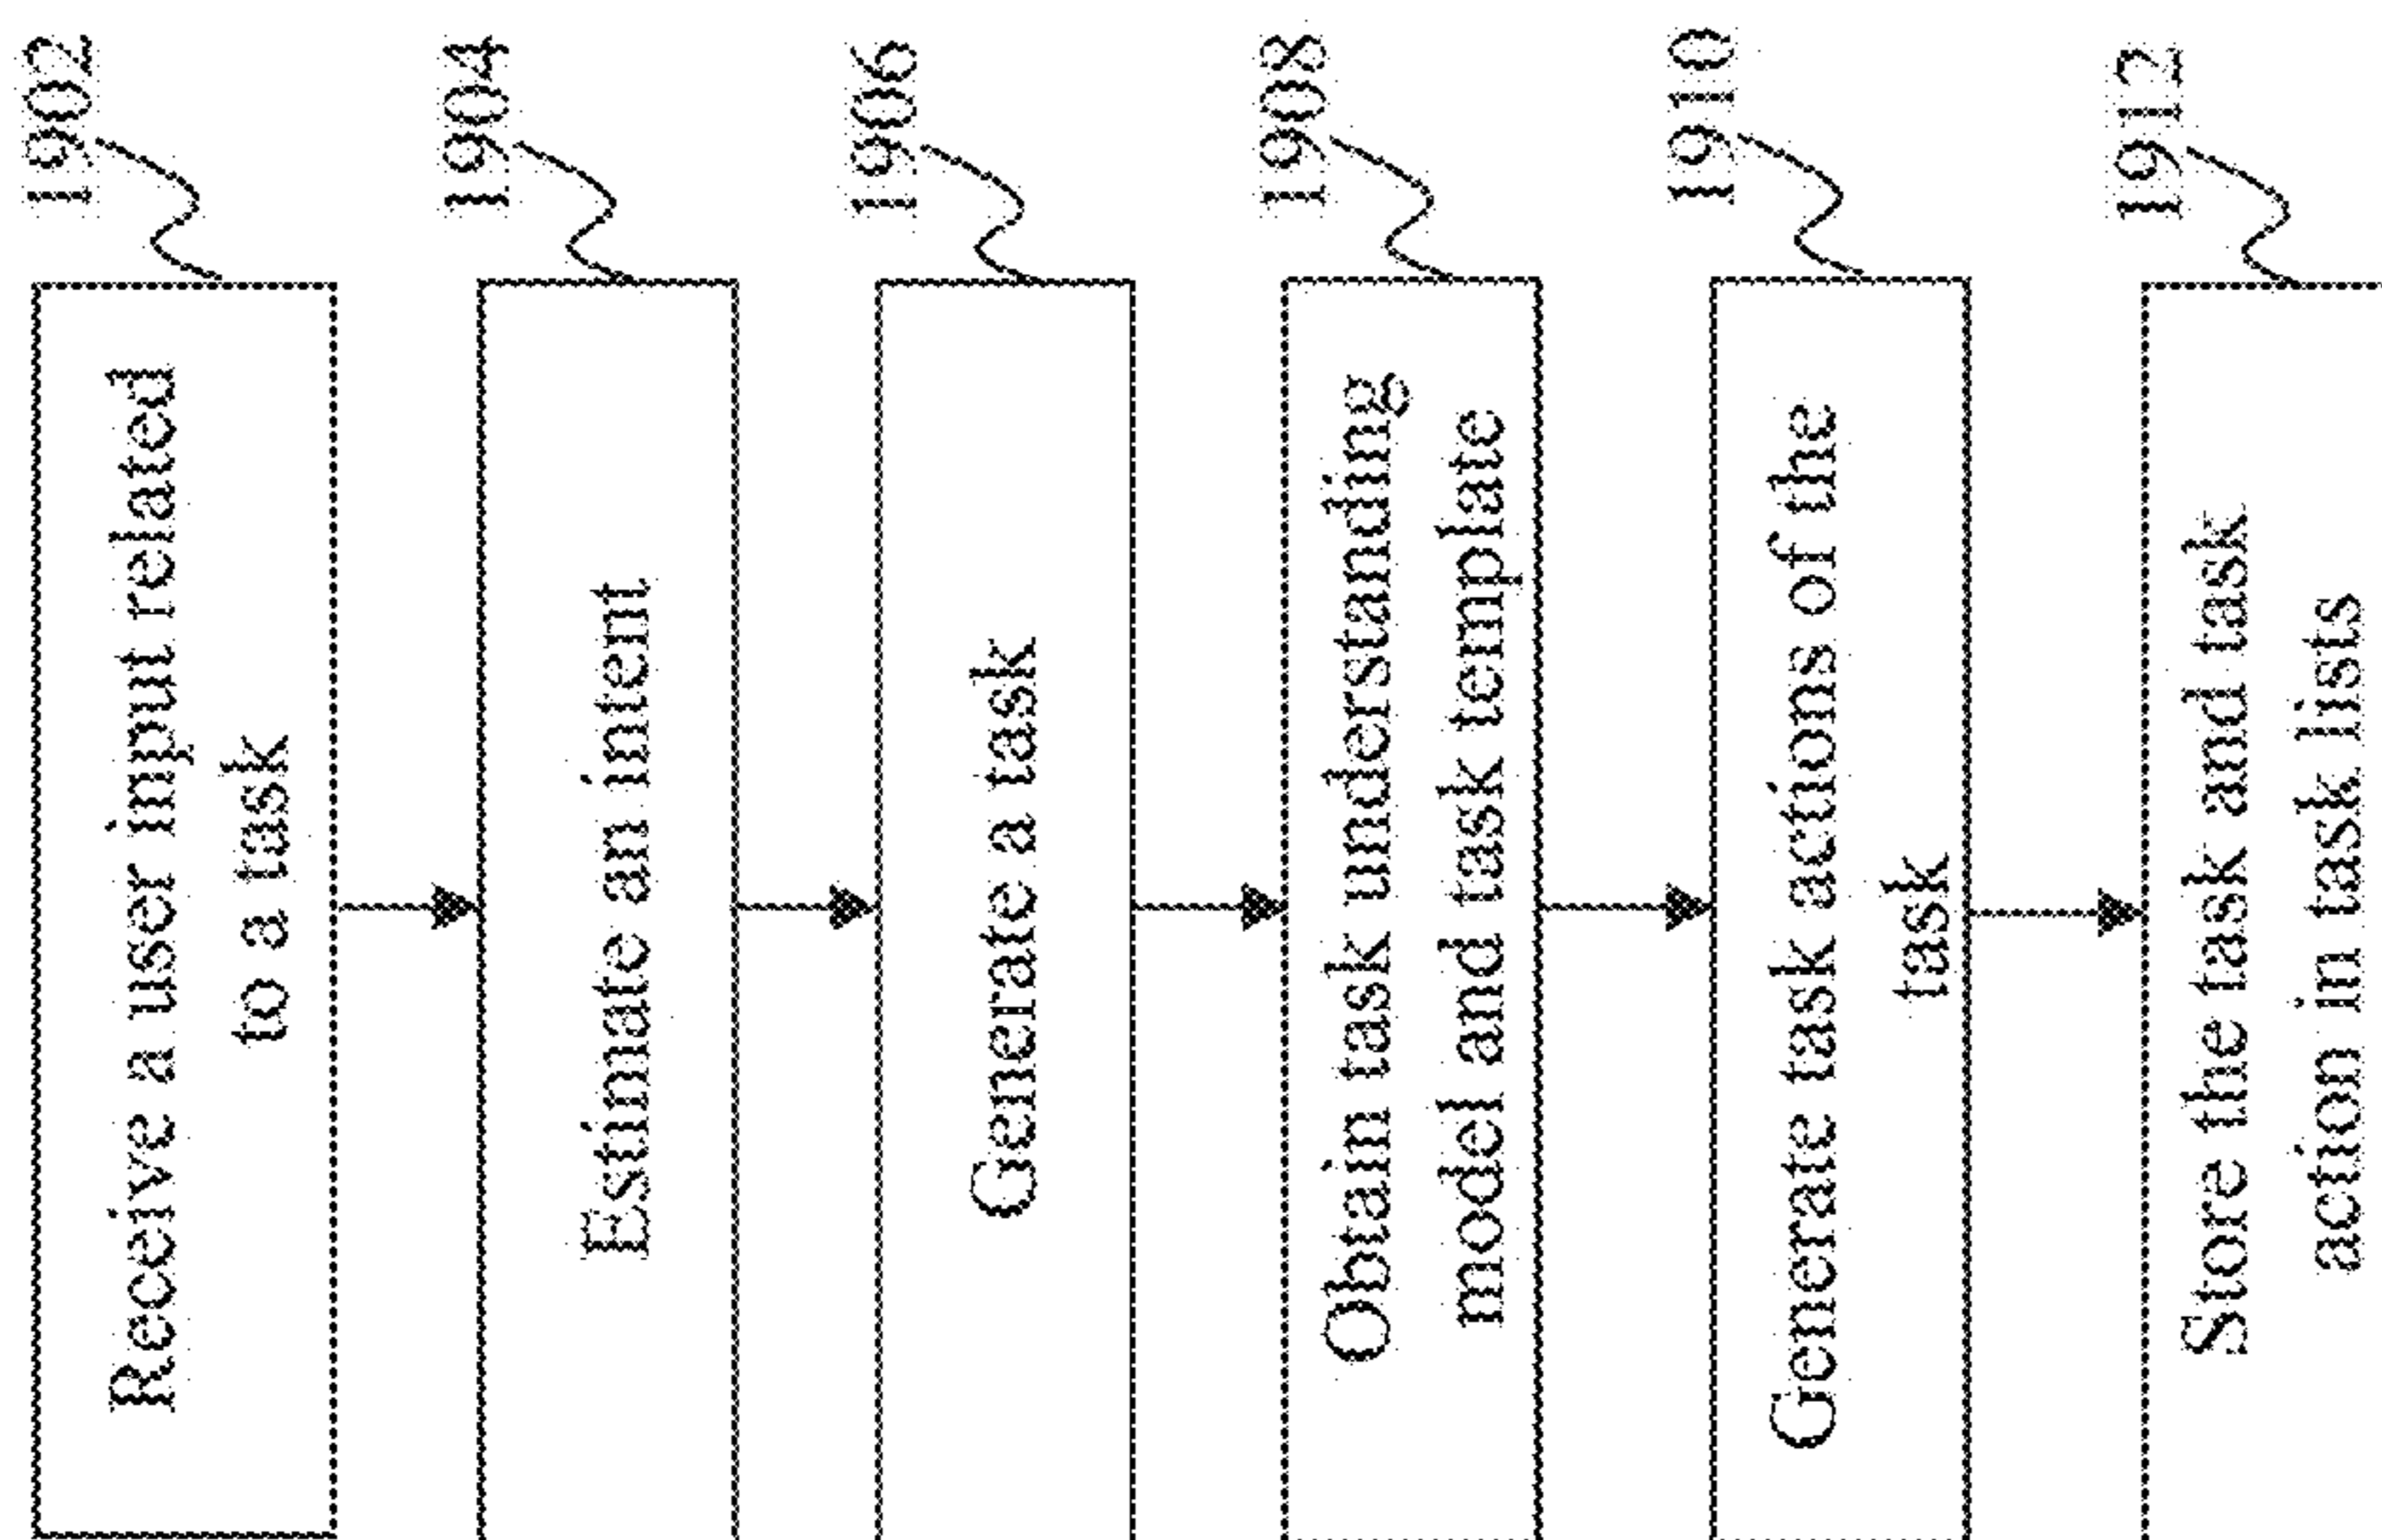 1902
Receive a user input related
to a task
1904
Estimate an intent
1906
Generate a task
1908
Obtain task understanding
model and task template
1910
Generate task actions of the
task
1912
Store the task and task
action in task lists